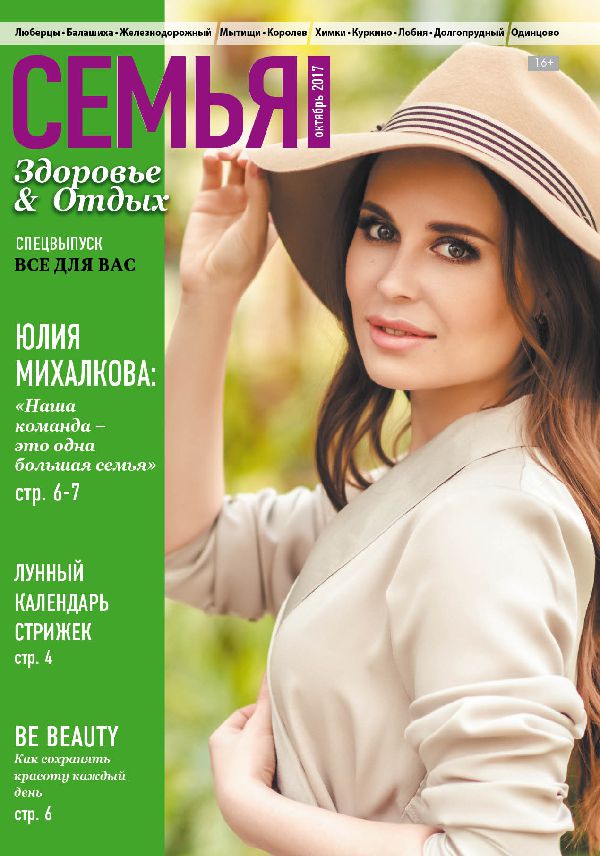 Люберцы • Балашиха • Железнодорожный / Мытищи • Королев / Химки • Куркино • Лобня • Долгопрудный / Одинцово
16+
СЕМЬЯ
октябрь 2017
Здоровье
& Отдых
СПЕЦВЫПУСК
ВСЕ ДЛЯ ВАС
ЮЛИЯ
МИХАЛКОВА:
«Наша
команда –
это одна
большая семья»
стр. 6-7
ЛУННЫЙ
КАЛЕНДАРЬ
СТРИЖЕК
стр. 4
BE BEAUTY
Как сохранять
красоту каждый
день
стр. 6